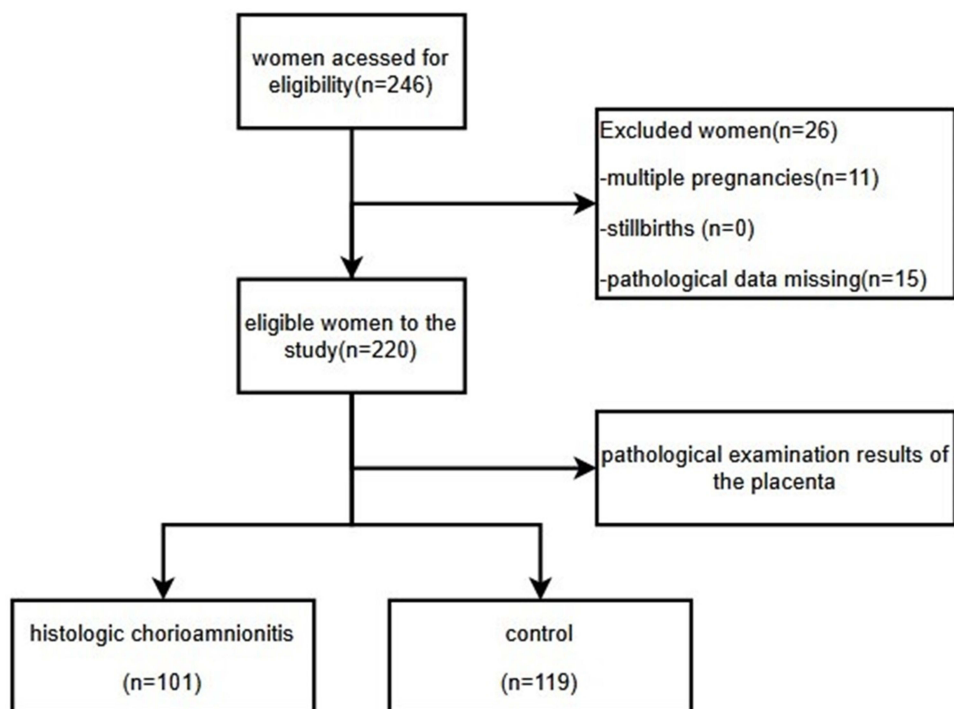 women acessed for
eligibility(n=246)
Excluded women(n=26)
-multiple pregnancies(n=11)
-stillbirths (n=0)
-pathological data missing(n=15)
eligible women to the
study(n=220)
pathological examination results of
the placenta
histologic chorioamnionitis
(n=101)
control
(n=119)